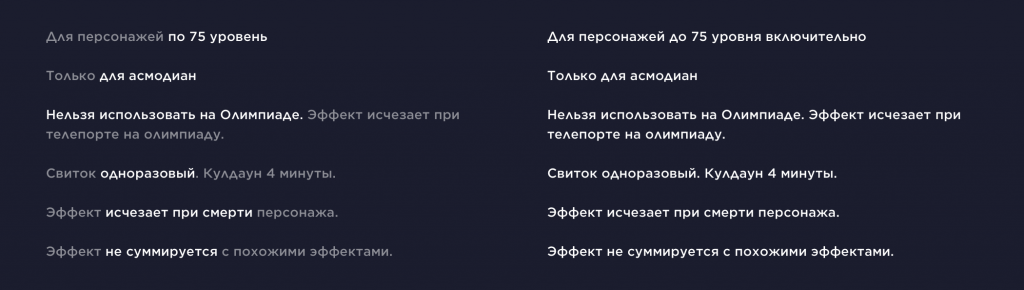 Для персонажей по 75 уровень
Только для асмодиан
Нельзя использовать на Олимпиаде. Эффект исчезает при
телепорте на олимпиаду.
Свиток одноразовый. Кулдаун 4 минуты.
Эффект исчезает при смерти персонажа.
Эффект не суммируется с похожими эффектами.
Для персонажей до 75 уровня включительно
Только для асмодиан
Нельзя использовать на Олимпиаде. Эффект исчезает при
телепорте на олимпиаду.
Свиток одноразовый. Кулдаун 4 минуты.
Эффект исчезает при смерти персонажа.
Эффект не суммируется с похожими эффектами.